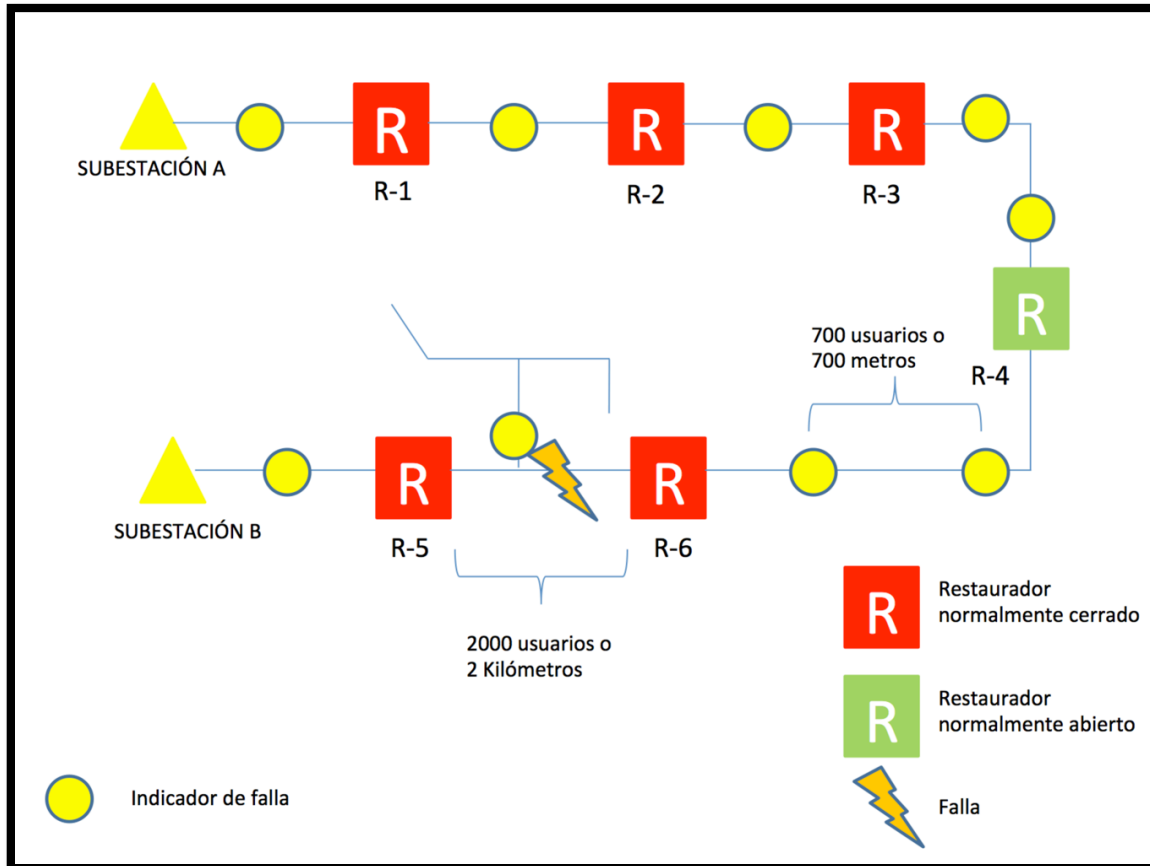 R
R
R
SUBESTACIÓN A
R-1
R-2
R-3
R
700 usuarios o
700 metros
R-4
R
R
SUBESTACIÓN B
R-5
R-6
R
Restaurador
normalmente cerrado
2000 usuarios o
2 Kilómetros
R
Restaurador
normalmente abierto
Indicador de falla
Falla